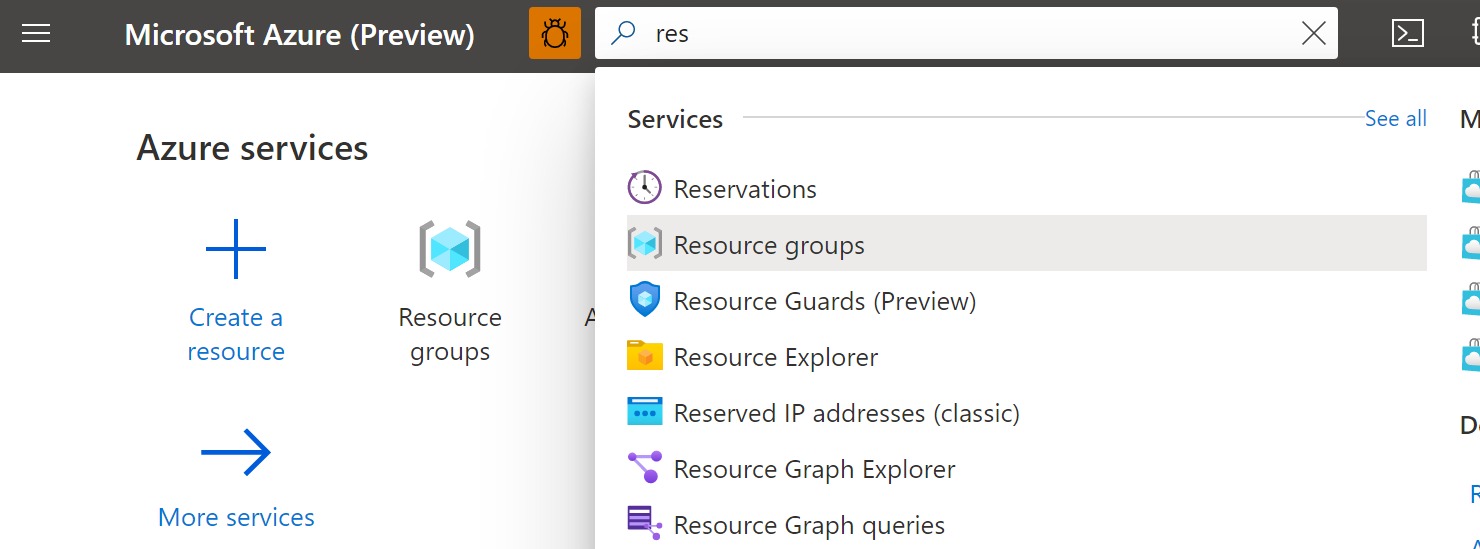 Microsoft Azure (Preview)
res
Azure services
Create a
resource
Resource
groups
More services
Services
See all
Reservations
Resource groups
Resource Guards (Preview)
Resource Explorer
Reserved IP addresses (classic)
Resource Graph Explorer
Resource Graph queries